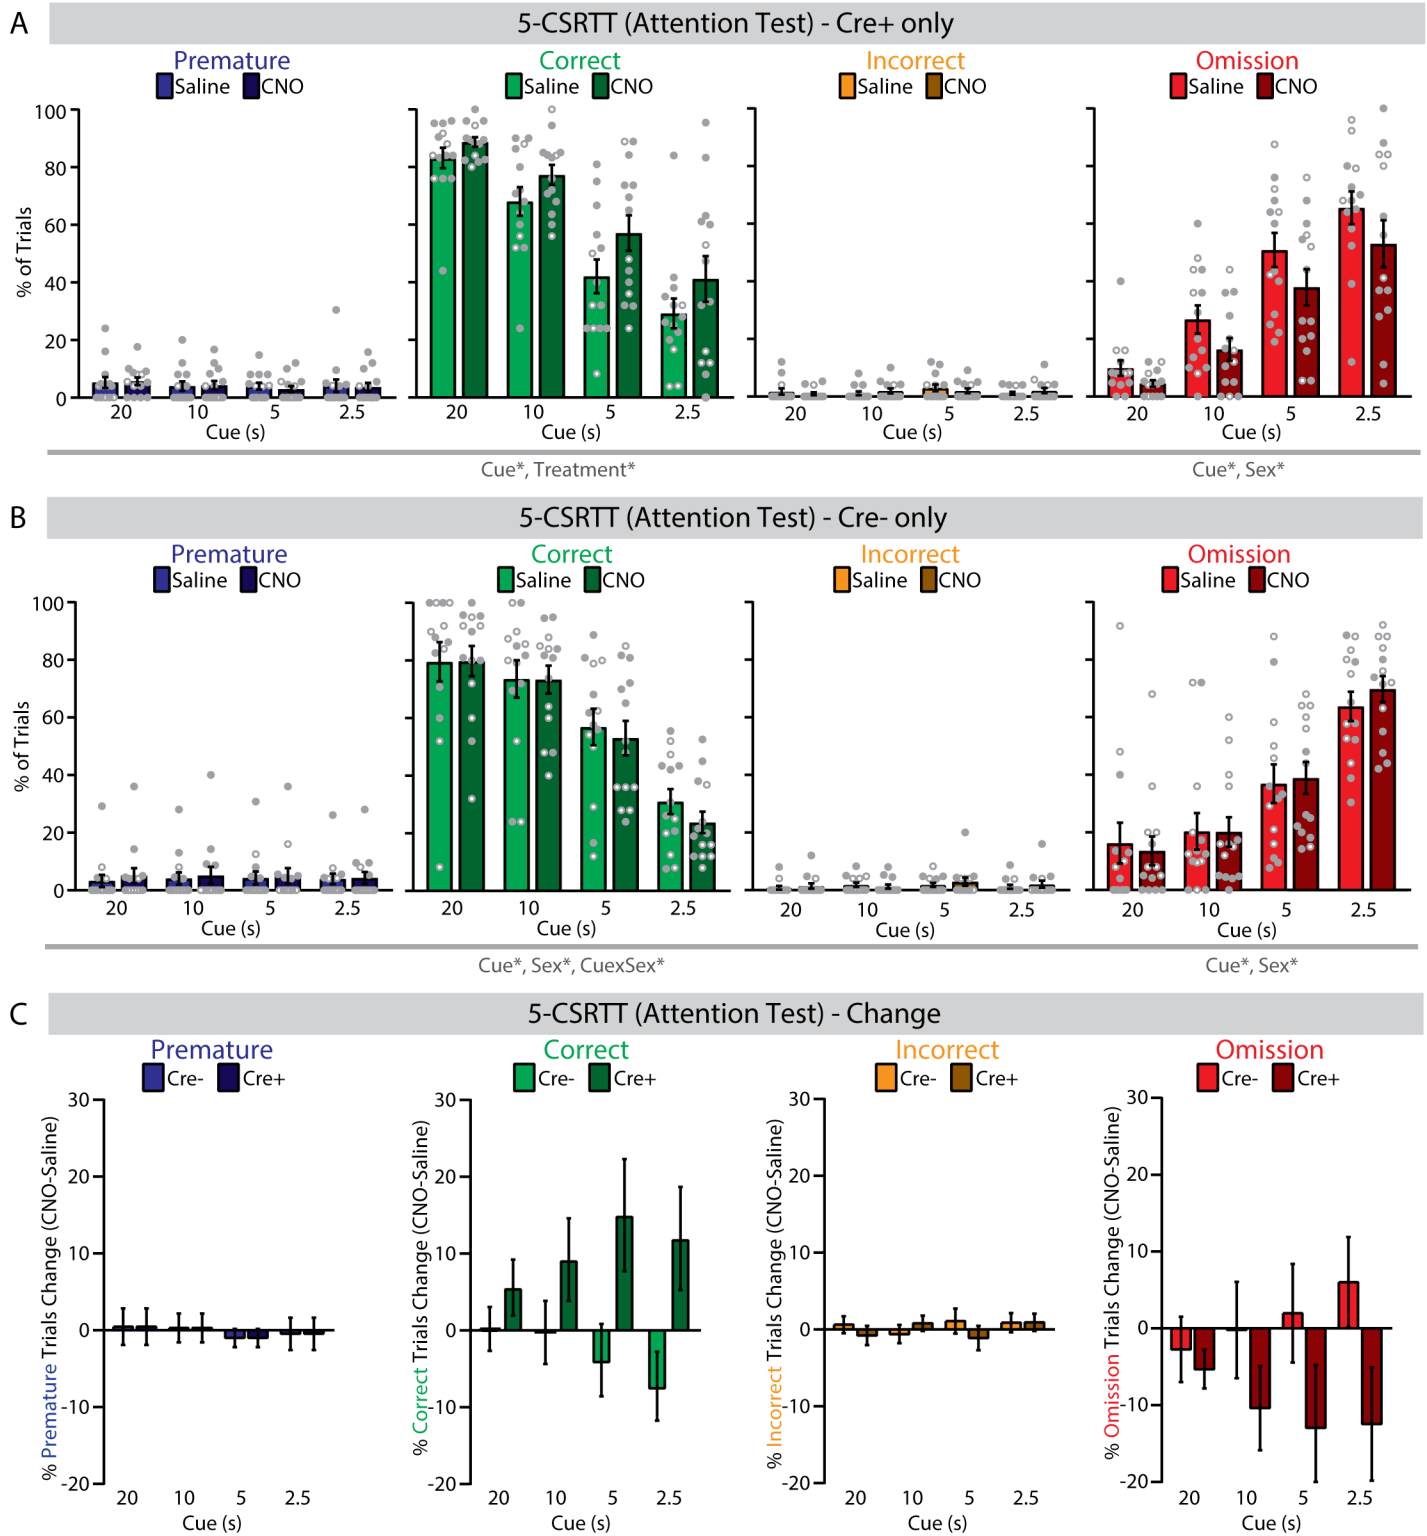 A
5-CSRTT (Attention Test) - Cre+ only
Premature Correct Incorrect Omission
Saline CNO Saline CNO Saline CNO Saline CNO
% of Trials
100
80
60
40
20
0
20 10 5 2.5 20 10 5 2.5 20 10 5 2.5 20 10 5 2.5
Cue (s) Cue (s) Cue (s) Cue (s)
Cue*, Treatment* Cue*, Sex*
B
5-CSRTT (Attention Test) - Cre- only
Premature Correct Incorrect Omission
Saline CNO Saline CNO Saline CNO Saline CNO
% of Trials
100
80
60
40
20
0
20 10 5 2.5 20 10 5 2.5 20 10 5 2.5 20 10 5 2.5
Cue (s) Cue (s) Cue (s) Cue (s)
Cue*, Sex*, CuexSex* Cue*, Sex*
C
5-CSRTT (Attention Test) - Change
Premature Correct Incorrect Omission
Cre- Cre+ Cre- Cre+ Cre- Cre+ Cre- Cre+
% Premature Trials Change (CNO-Saline)
30
20
10
0
-10
-20
20 10 5 2.5
Cue (s)
% Correct Trials Change (CNO-Saline)
30
20
10
0
-10
-20
20 10 5 2.5
Cue (s)
% Incorrect Trials Change (CNO-Saline)
30
20
10
0
-10
-20
20 10 5 2.5
Cue (s)
% Omission Trials Change (CNO-Saline)
30
20
10
0
-10
-20
20 10 5 2.5
Cue (s)